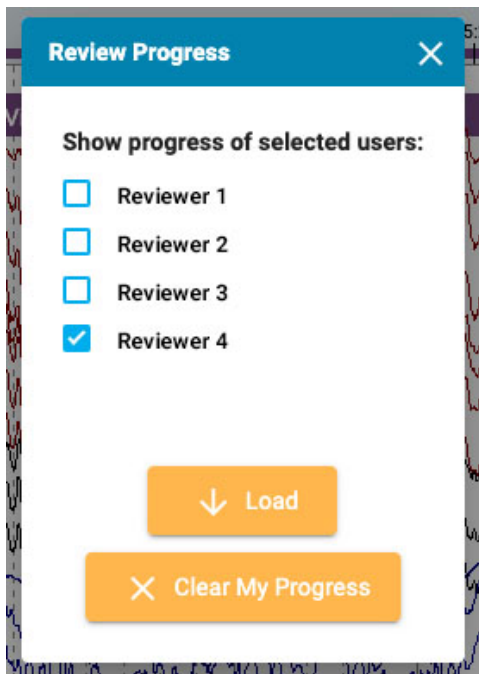 Review Progress
Show progress of selected users:
Reviewer 1
Reviewer 2
Reviewer 3
Reviewer 4
Load
Clear My Progress